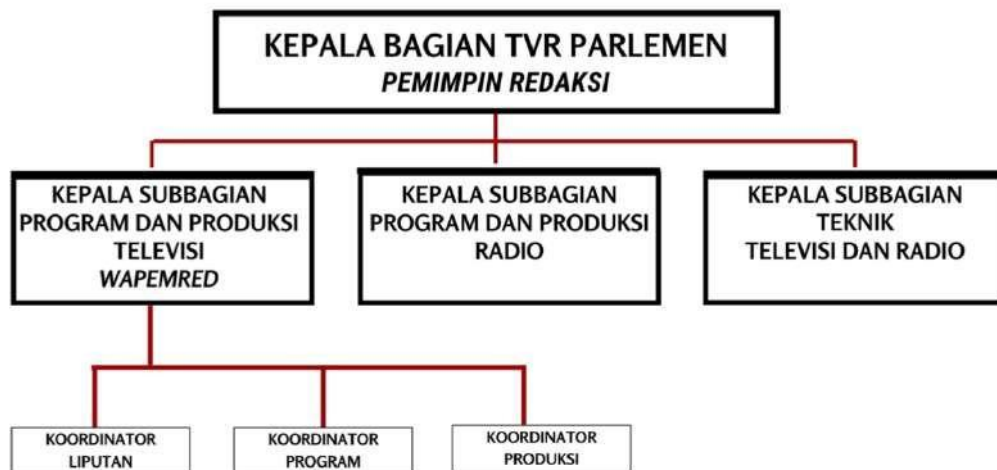 KEPALA BAGIAN TVR PARLEMEN
PEMIMPIN REDAKSI
KEPALA SUBBAGIAN
PROGRAM DAN PRODUKSI
TELEVISI
WAPEMRED
KEPALA SUBBAGIAN
PROGRAM DAN PRODUKSI
RADIO
KEPALA SUBBAGIAN
TEKNIK
TELEVISI DAN RADIO
KOORDINATOR
LIPUTAN
KOORDINATOR
PROGRAM
KOORDINATOR
PRODUKSI